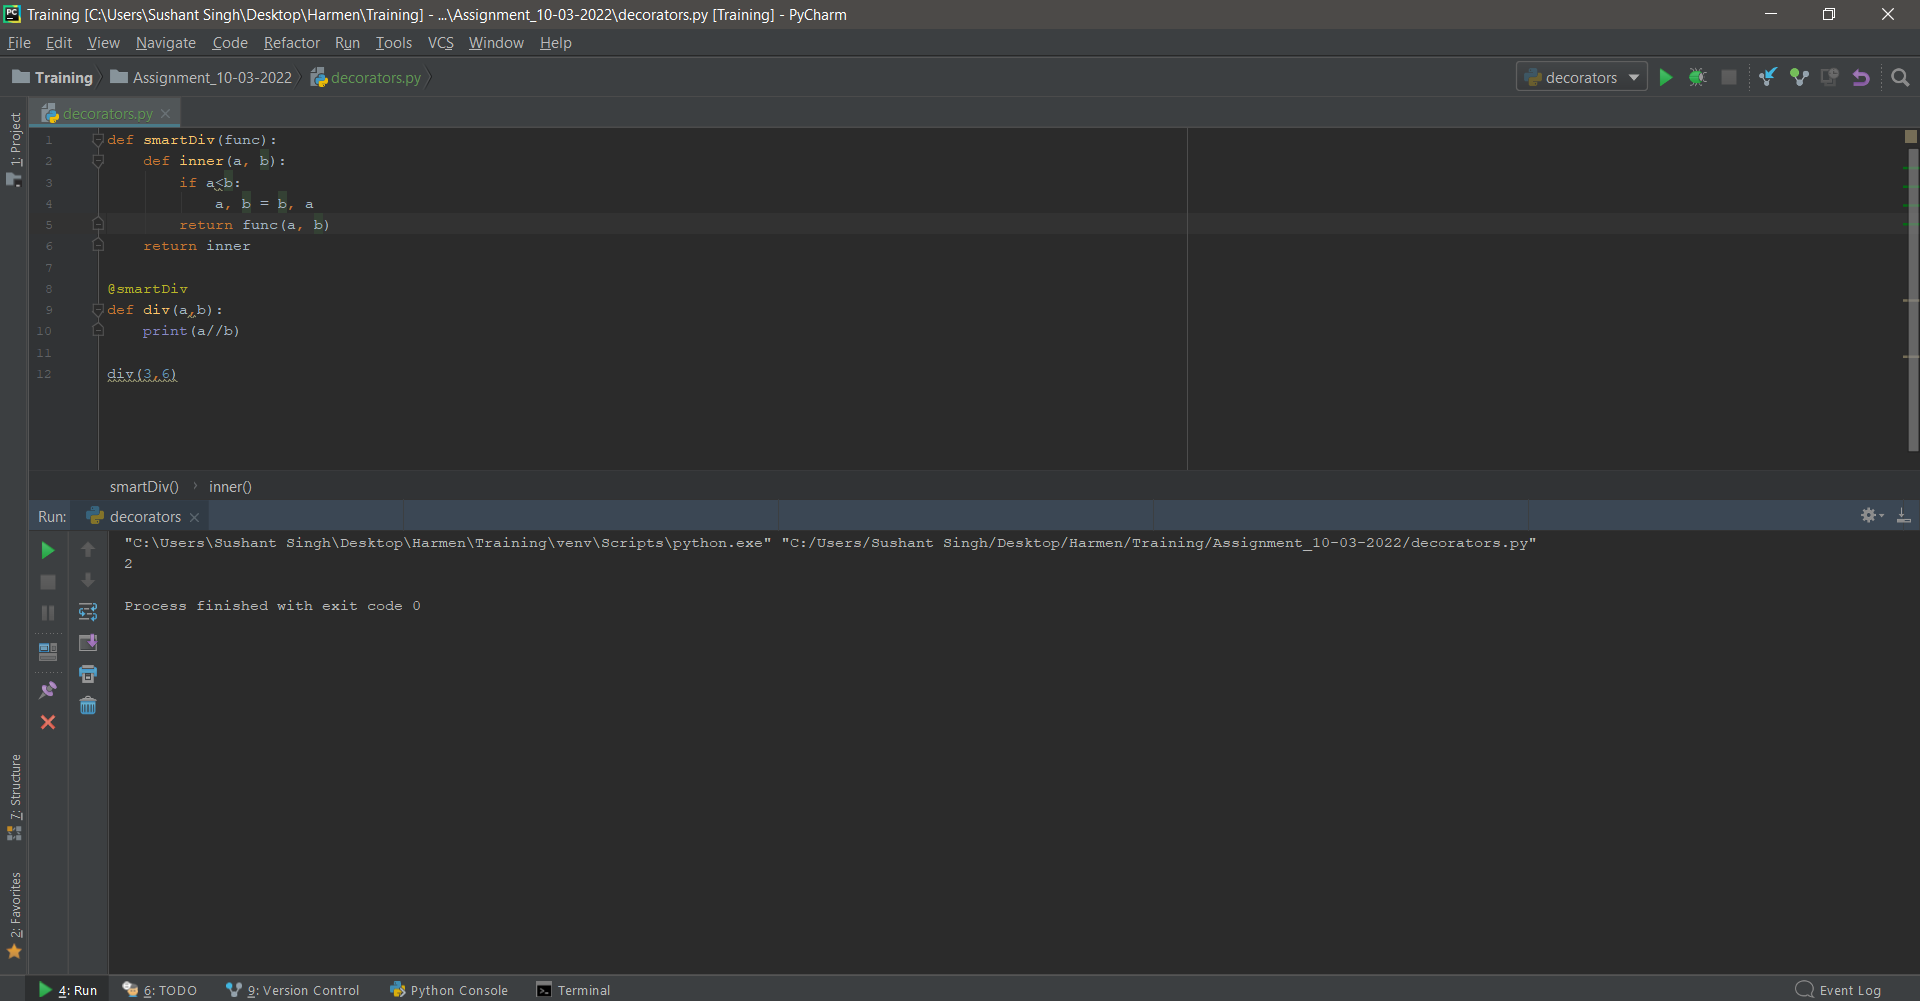 PC Training [C:\Users\Sushant Singh\Desktop\Harmen\Training] - ...\Assignment_10-03-2022\decorators.py [Training] - PyCharm
File Edit View Navigate Code Refactor Run Tools VCS Window Help
Training Assignment_10-03-2022 decorators.py decorators
decorators.py
1: Project
1 def smartDiv(func):
2 def inner(a, b):
3 if a<b:
4 a, b = b, a
5 return func(a, b)
6 return inner
7
8 @smartDiv
9 def div(a,b):
10 print(a//b)
11
12 div(3,6)
smartDiv() › inner()
Run: decorators
"C:\Users\Sushant Singh\Desktop\Harmen\Training\venv\Scripts\python.exe" "C:/Users/Sushant Singh/Desktop/Harmen/Training/Assignment_10-03-2022/decorators.py"
2
Process finished with exit code 0
7: Structure
2: Favorites
4: Run 6: TODO 9: Version Control Python Console Terminal Event Log